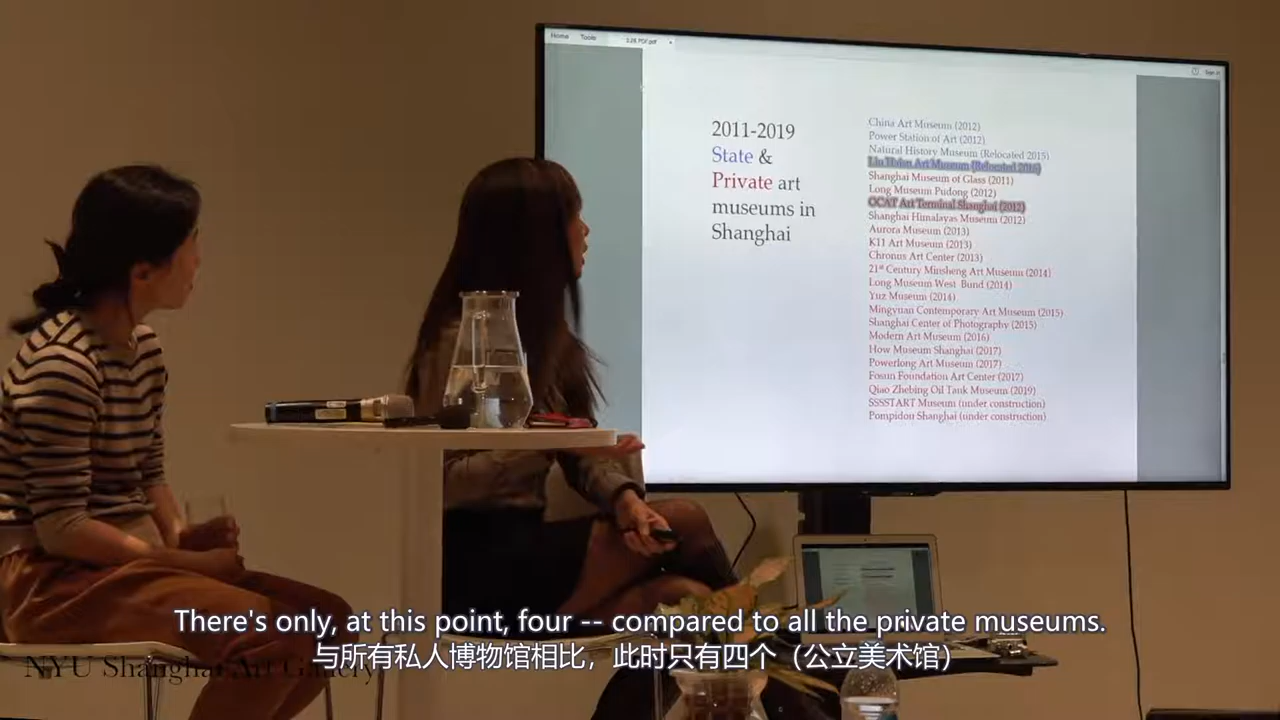 Home Tools 3.28.PDF.pdf
Sign In
2011-2019
State &
Private art
museums in
Shanghai
China Art Museum (2012)
Power Station of Art (2012)
Natural History Museum (Relocated 2015)
Liu Haisu Art Museum (Relocated 2016)
Shanghai Museum of Glass (2011)
Long Museum Pudong (2012)
OCAT Art Terminal Shanghai (2012)
Shanghai Himalayas Museum (2012)
Aurora Museum (2013)
K11 Art Museum (2013)
Chronus Art Center (2013)
21st Century Minsheng Art Museum (2014)
Long Museum West Bund (2014)
Yuz Museum (2014)
Mingyuan Contemporary Art Museum (2015)
Shanghai Center of Photography (2015)
Modern Art Museum (2016)
How Museum Shanghai (2017)
Powerlong Art Museum (2017)
Fosun Foundation Art Center (2017)
Qiao Zhebing Oil Tank Museum (2019)
SSSSTART Museum (under construction)
Pompidou Shanghai (under construction)
There's only, at this point, four -- compared to all the private museums.
与所有私人博物馆相比，此时只有四个（公立美术馆）
NYU Shanghai Art Gallery